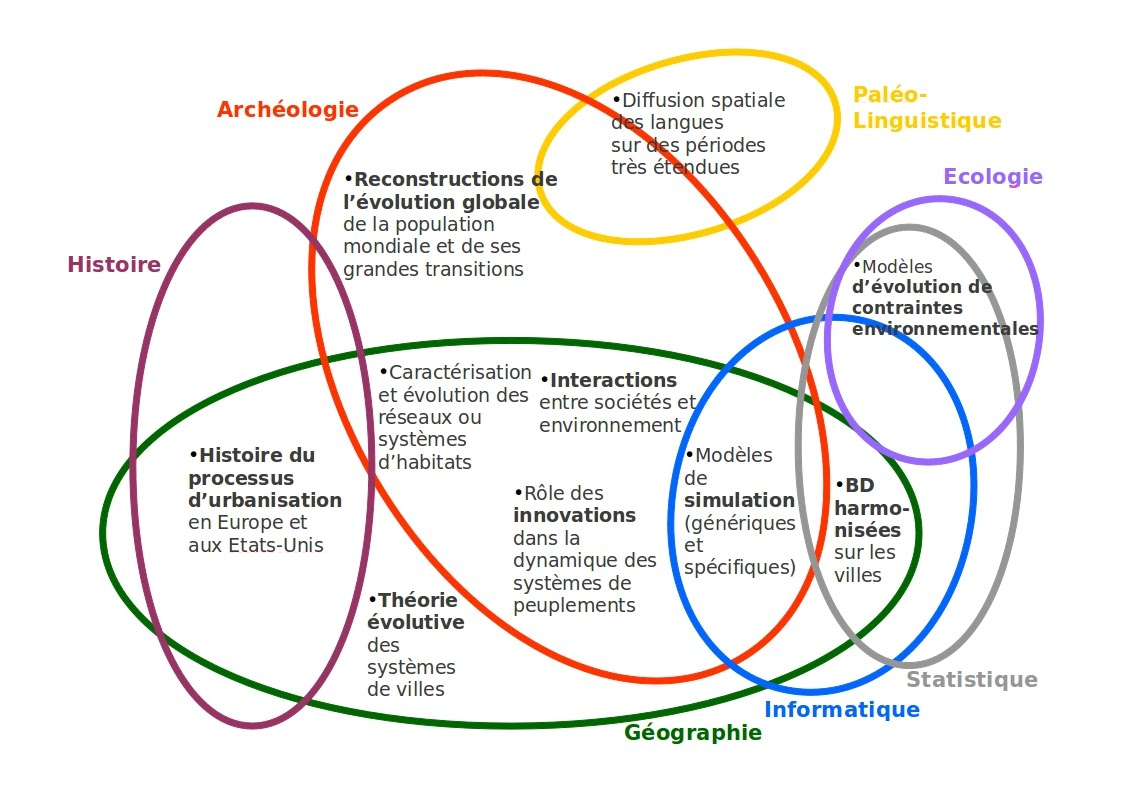 Archéologie
•Diffusion spatiale
des langues
sur des périodes
très étendues
Paléo-
Linguistique
Ecologie
•Reconstructions de
l’évolution globale
de la population
mondiale et de ses
grandes transitions
Histoire
•Modèles
d’évolution de
contraintes
environnementales
•Caractérisation
et évolution des
réseaux ou
systèmes
d’habitats
•Interactions
entre sociétés et
environnement
•Histoire du
processus
d’urbanisation
en Europe et
aux Etats-Unis
•Modèles
de
simulation
(génériques
et
spécifiques)
•BD
harmo-
nisées
sur les
villes
•Rôle des
innovations
dans la
dynamique des
systèmes de
peuplements
•Théorie
évolutive
des
systèmes
de villes
Statistique
Informatique
Géographie